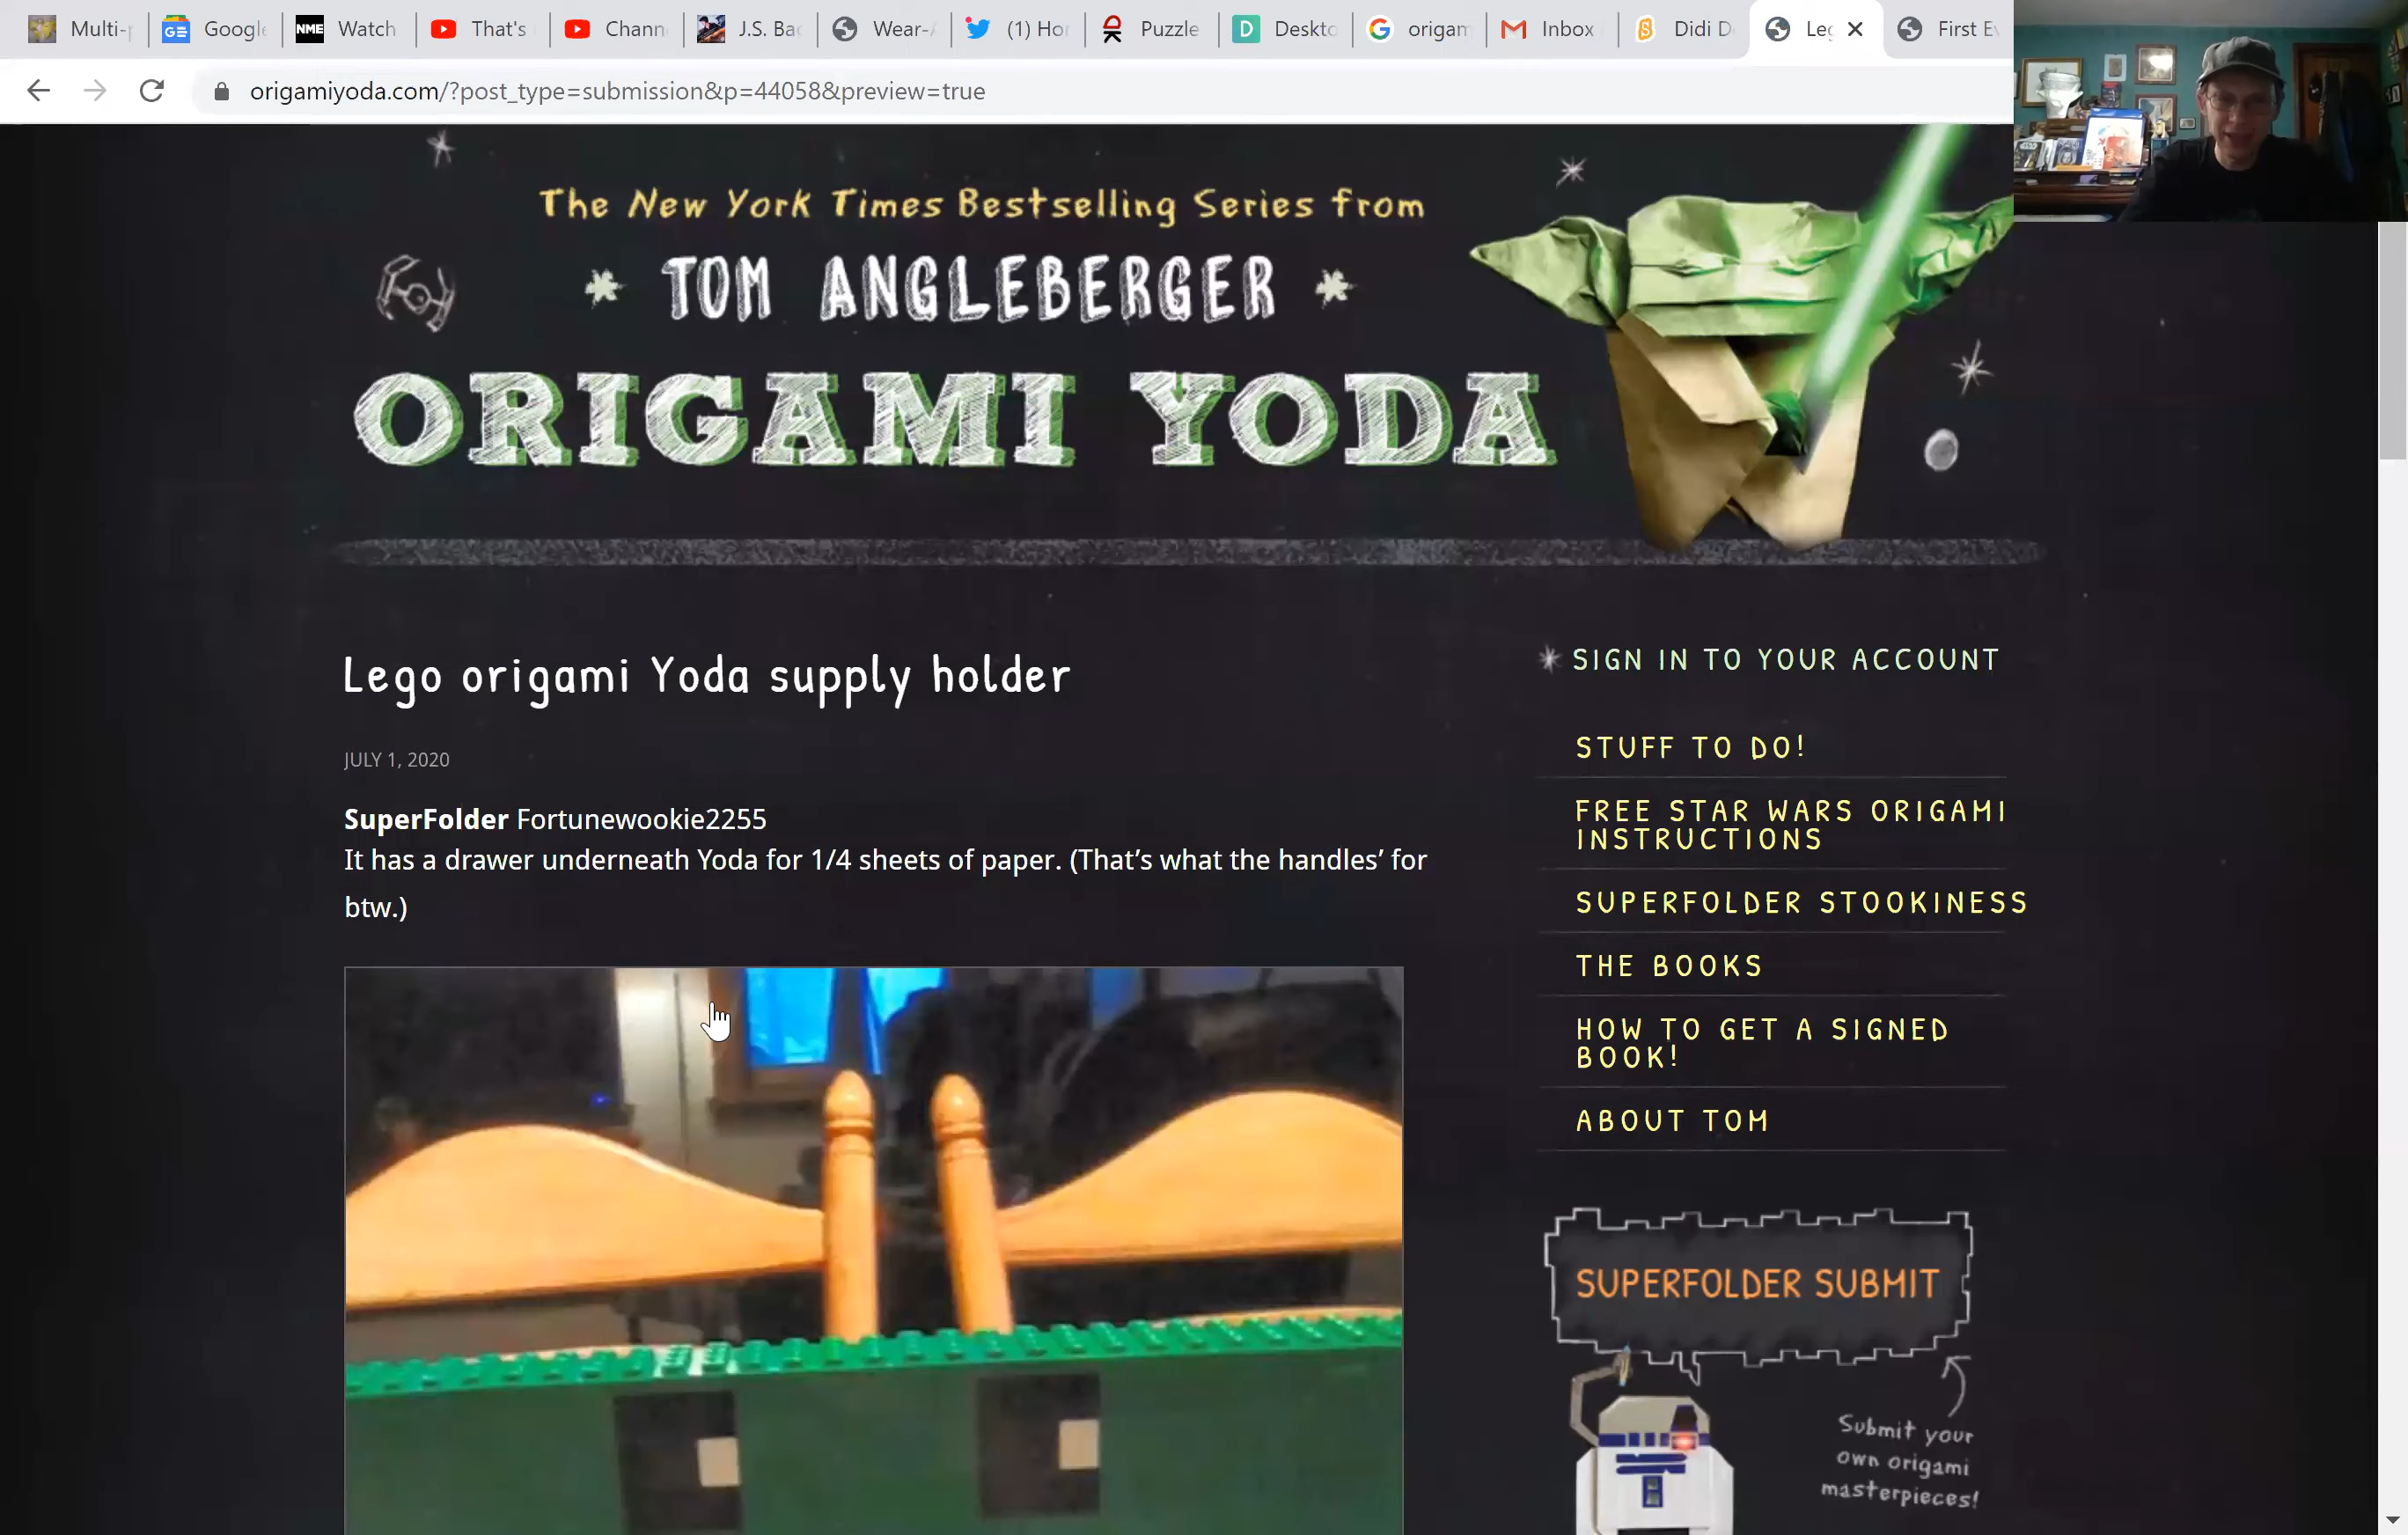 Multi-
Google
NME
Watch
That's
Chann
J.S. Bac
Wear-
(1) Ho
Puzzle
D
Deskto
origam
Inbox
Didi D
Leg
First E
origamiyoda.com/?post_type=submission&p=44058&preview=true
The New York Times Bestselling Series from
TOM ANGLEBERGER
ORIGAMI YODA
Lego origami Yoda supply holder
JULY 1, 2020
SuperFolder Fortunewookie2255
It has a drawer underneath Yoda for 1/4 sheets of paper. (That's what the handles' for
btw.)
SIGN IN TO YOUR ACCOUNT
STUFF TO DO!
FREE STAR WARS ORIGAMI
INSTRUCTIONS
SUPERFOLDER STOOKINESS
THE BOOKS
HOW TO GET A SIGNED
BOOK!
ABOUT TOM
SUPERFOLDER SUBMIT
Submit your
own origami
masterpieces!